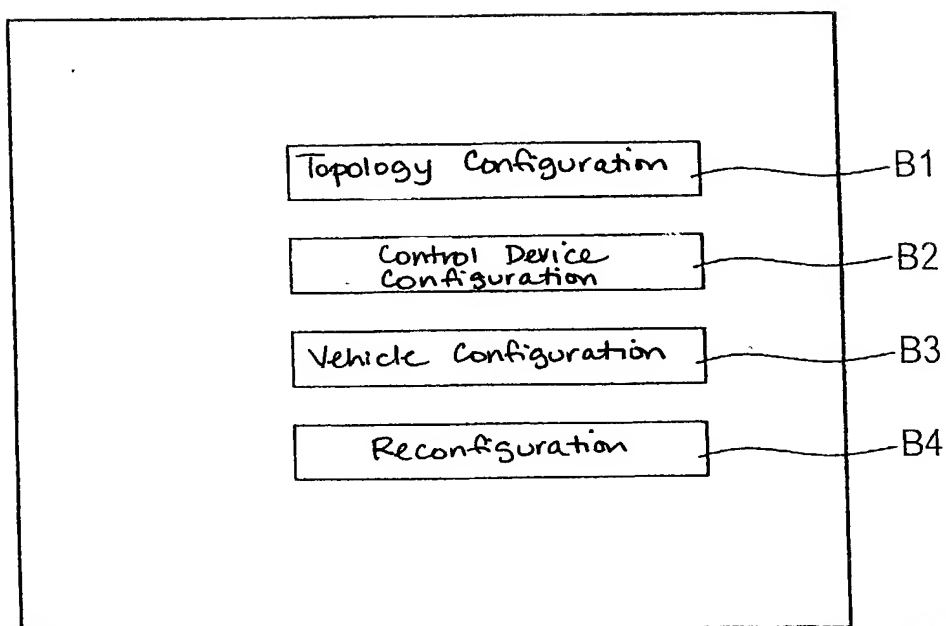 Topology Configuration
B1
Control Device
Configuration
B2
Vehicle Configuration
B3
Reconfiguration
B4